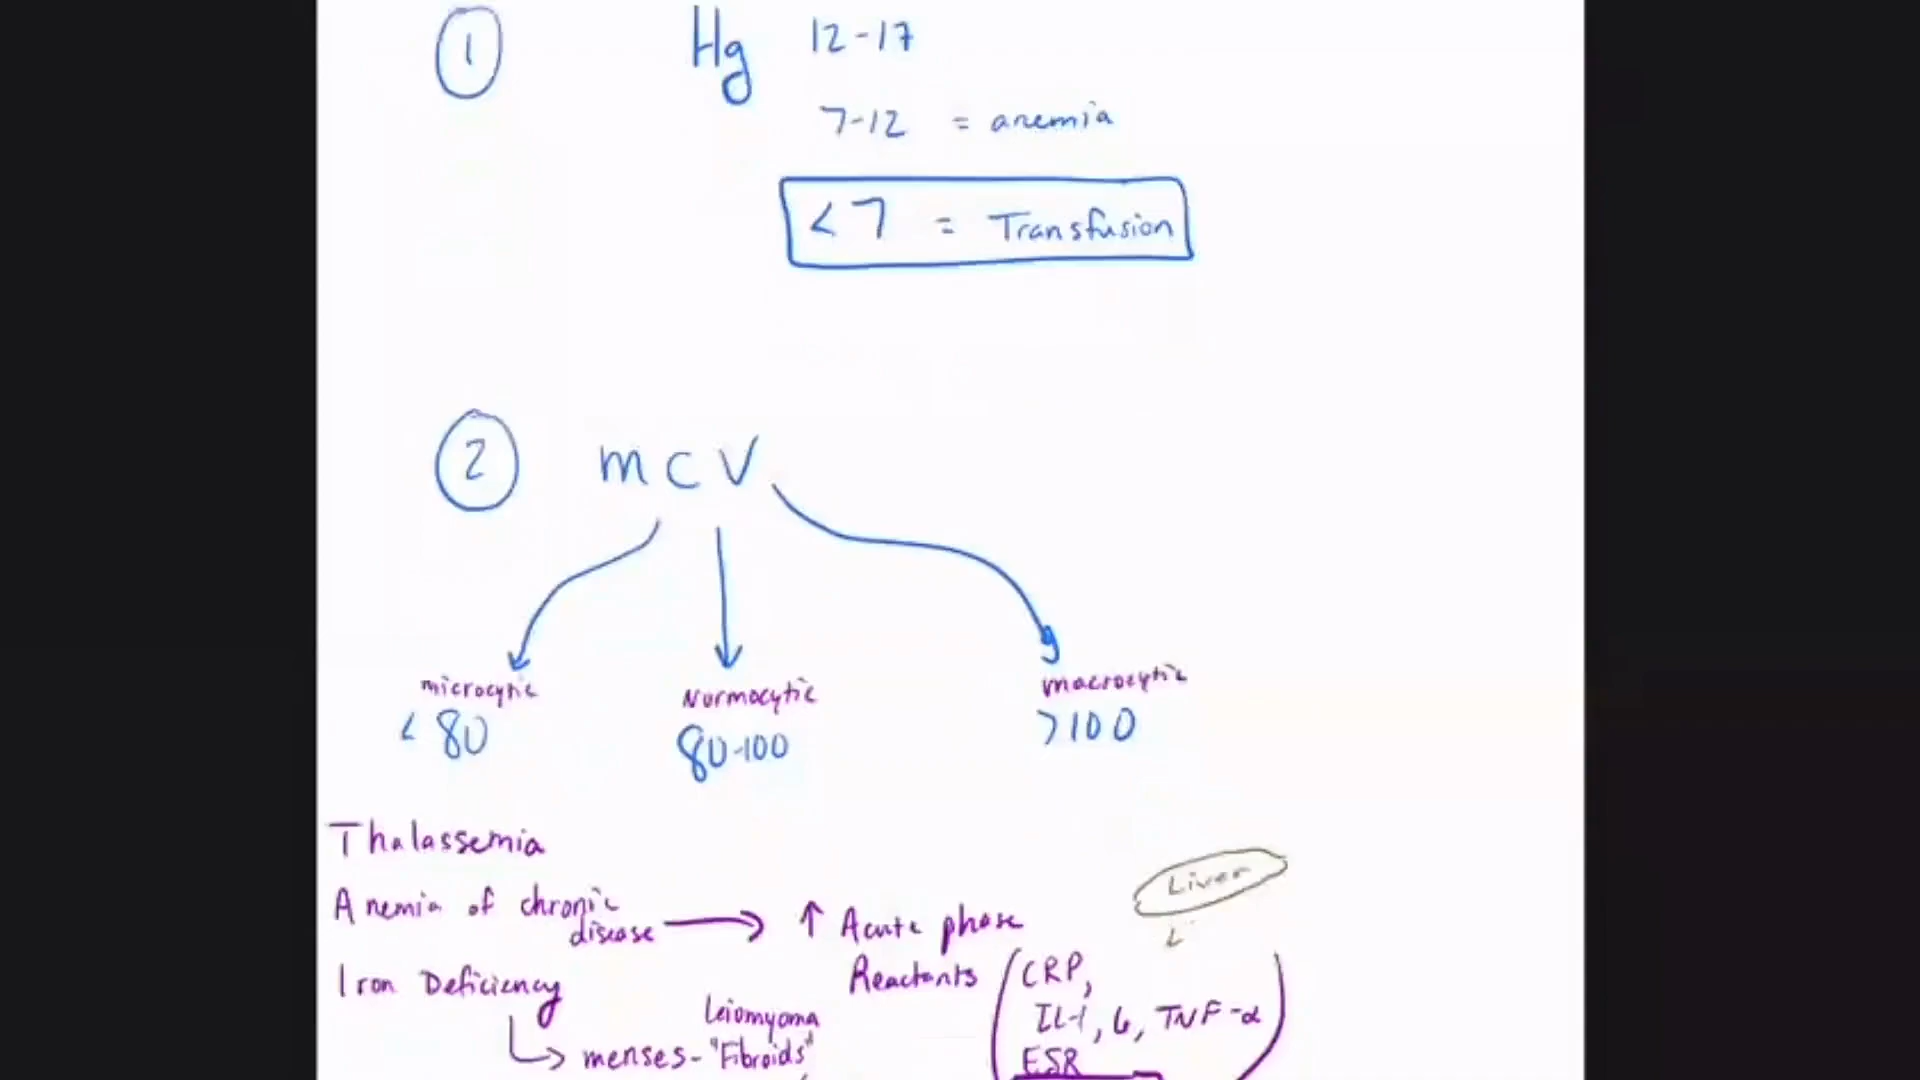 1
Hg 12-17
7-12 = anemia
<7 = Transfusion
2 MCV
microcytic Normocytic macrocytic
<80 80-100 >100
Thalassemia
Liver
Anemia of chronic disease → ↑ Acute phase Reactants (CRP,
IL-1, 6, TNF-α
ESR
Iron Deficiency
menses - Leiomyoma "Fibroids"